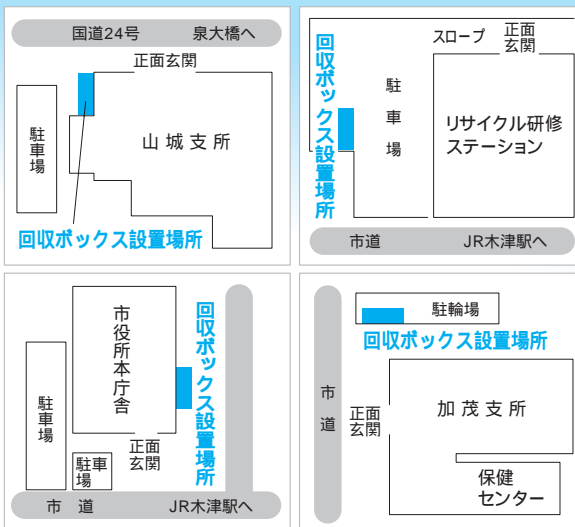 国道24号 泉大橋へ
正面玄関
駐車場
山城支所
回収ボックス設置場所
スロープ
正面
玄関
回収ボックス設置場所
駐車場
リサイクル研修
ステーション
市道 JR木津駅へ
市役所本庁舎
回収ボックス設置場所
駐車場
駐車
場
正面
玄関
市道 JR木津駅へ
駐輪場
回収ボックス設置場所
市道
正面
玄関
加茂支所
保健
センター